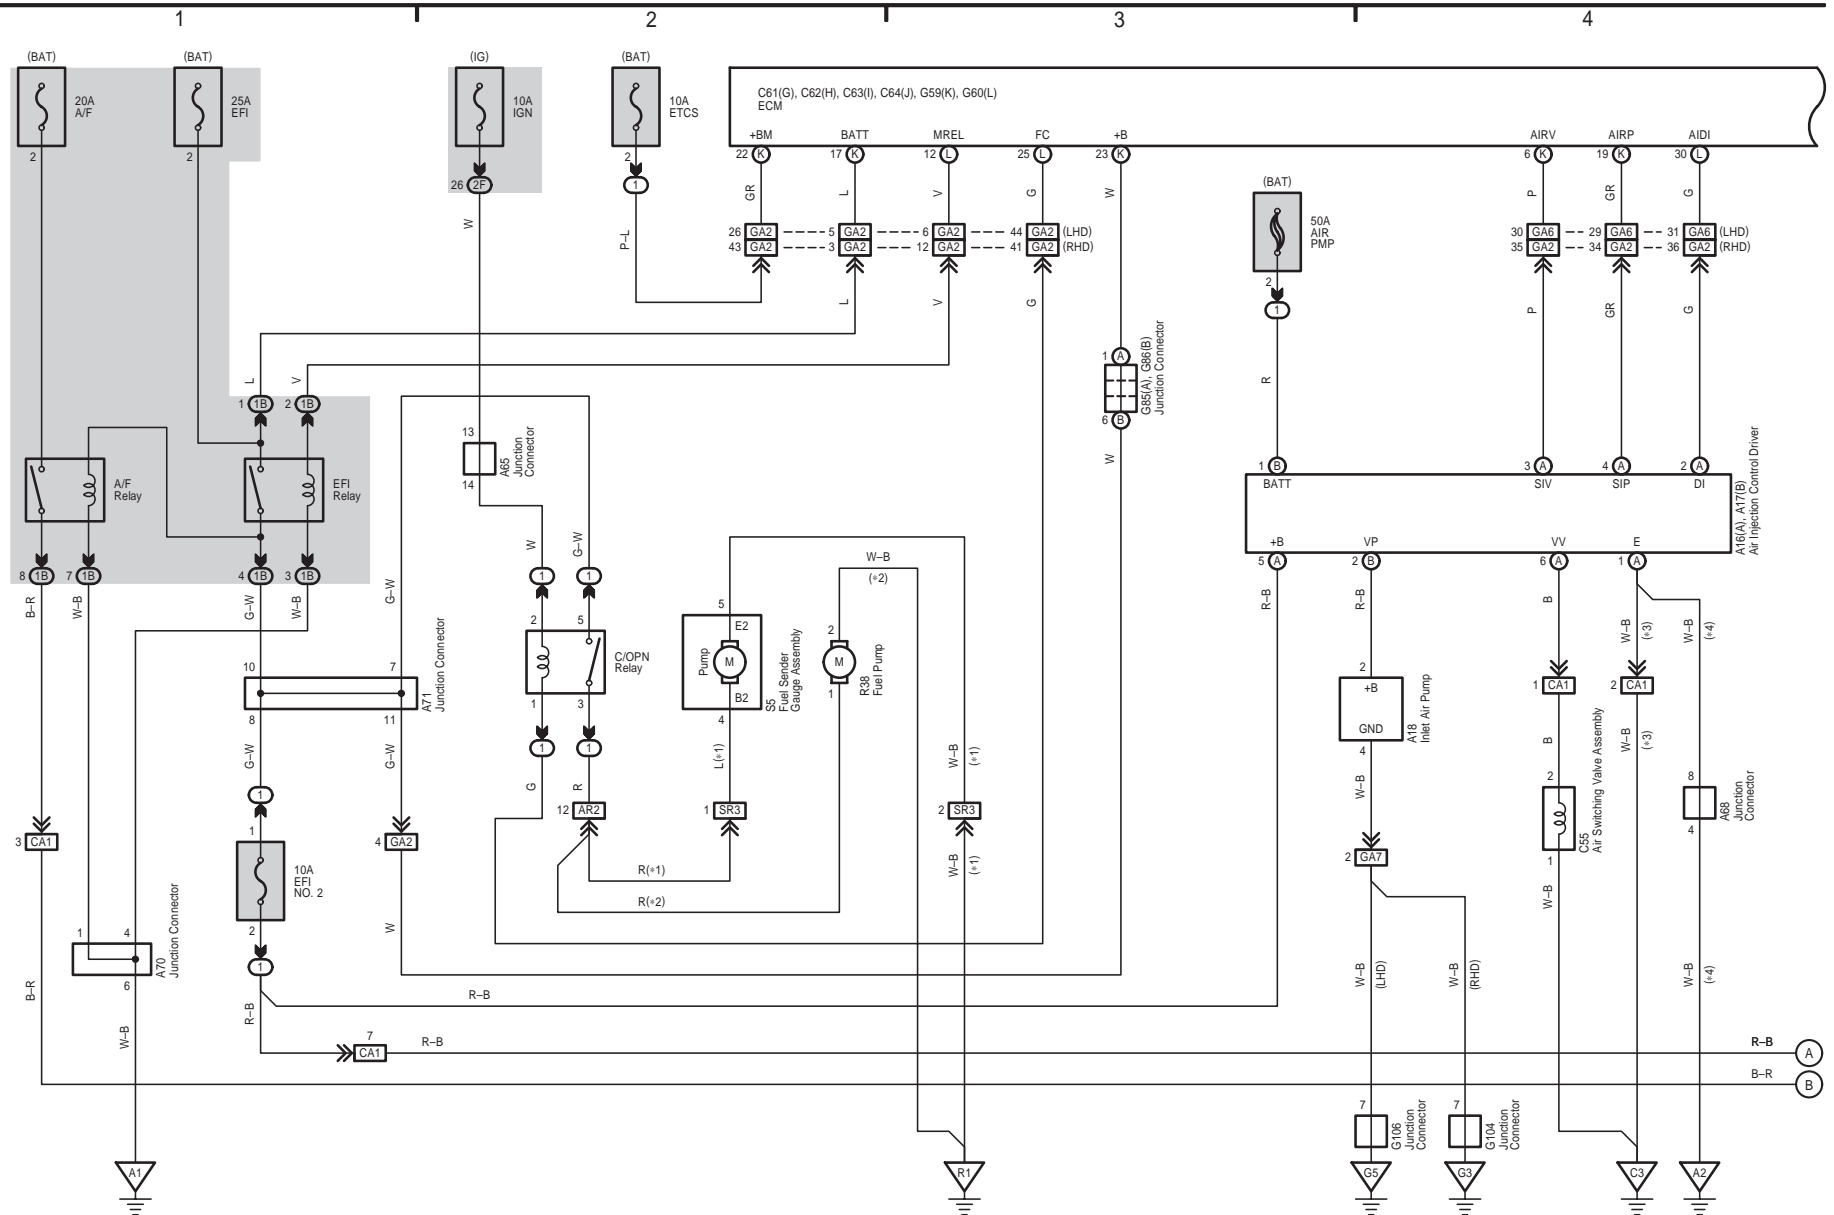 1 2 3 4
(BAT) (BAT) (IG) (BAT)
20A
A/F
25A
EFI
10A
IGN
10A
ETCS
C61(G), C62(H), C63(I), C64(J), G59(K), G60(L)
ECM
+BM BATT MREL FC +B AIRV AIRP AIDI
2 2 2 22 K 17 K 12 L 25 L 23 K 6 K 19 K 30 L
26 2F 1
(BAT)
50A
AIR
PMP
W P–L GR L V G W P GR G
26 GA2 5 GA2 6 GA2 44 GA2 (LHD) 30 GA6 29 GA6 31 GA6 (LHD)
43 GA2 3 GA2 12 GA2 41 GA2 (RHD) 35 GA2 34 GA2 36 GA2 (RHD)
2
1
L V G P GR G
1 A
6 B
G85(A), G86(B)
Junction Connector
L V R W
1 1B 2 1B
13
14
A65
Junction
Connector
A/F
Relay
EFI
Relay
1 B 3 A 4 A 2 A
BATT SIV SIP DI
+B VP VV E
5 A 2 B 6 A 1 A
A16(A), A17(B)
Air Injection Control Driver
8 1B 7 1B 4 1B 3 1B
B–R W–B G–W W–B G–W
W G–W
1 1
2 5
C/OPN
Relay
1 3
1 1
G R
12 AR2
5
E2
Pump
M
B2
4
S5
Fuel Sender
Gauge Assembly
L(*1)
1 SR3
W–B
(*2)
2
M
1
R38
Fuel Pump
W–B
(*1)
2 SR3
W–B
(*1)
R(*1)
R(*2)
10 7
8 11
A71
Junction Connector
G–W G–W
1
1
10A
EFI
NO. 2
2
1
3 CA1
4 GA2
W
1 4
6
A70
Junction Connector
B–R
W–B
R–B
R–B
7
CA1
R–B
R–B R–B
2
+B
GND
4
A18
Inlet Air Pump
W–B
2 GA7
W–B
(LHD)
W–B
(RHD)
B
1 CA1
B
2
1
C55
Air Switching Valve Assembly
W–B
W–B
(*3)
2 CA1
W–B
(*3)
W–B
(*4)
8
4
A68
Junction
Connector
W–B
(*4)
R–B A
B–R B
7
G106
Junction
Connector
7
G104
Junction
Connector
A1 R1 G5 G3 C3 A2